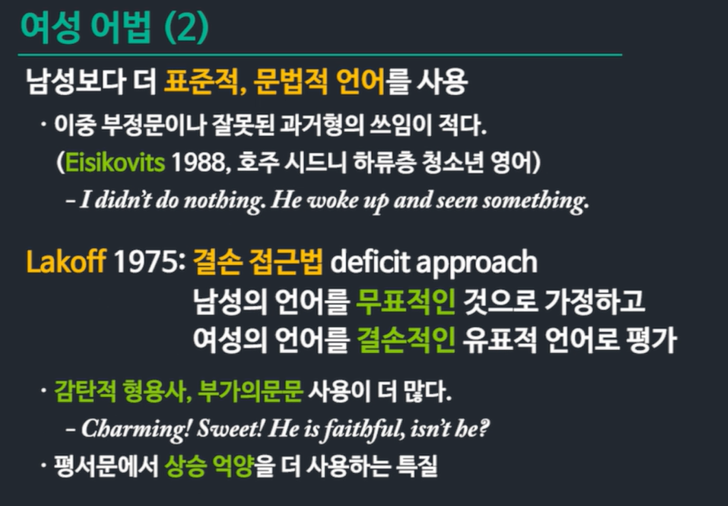 여성 어법 (2)
남성보다 더 표준적, 문법적 언어를 사용
· 이중 부정문이나 잘못된 과거형의 쓰임이 적다.
(Eisikovits 1988, 호주 시드니 하류층 청소년 영어)
– I didn't do nothing. He woke up and seen something.
Lakoff 1975: 결손 접근법 deficit approach
남성의 언어를 무표적인 것으로 가정하고
여성의 언어를 결손적인 유표적 언어로 평가
· 감탄적 형용사, 부가의문문 사용이 더 많다.
– Charming! Sweet! He is faithful, isn't he?
· 평서문에서 상승 억양을 더 사용하는 특질